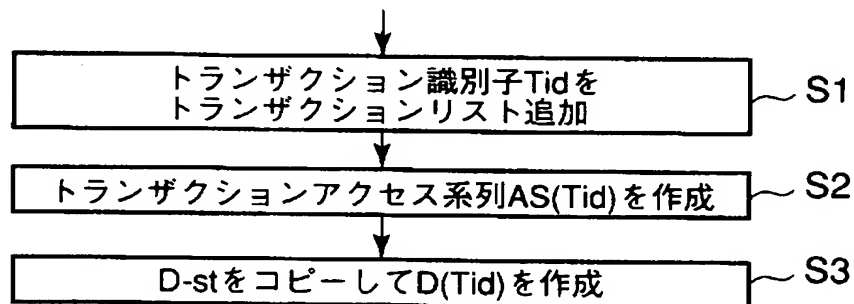 トランザクション識別子Tidを
トランザクションリスト追加
S1
トランザクションアクセス系列AS(Tid)を作成
S2
D-stをコピーしてD(Tid)を作成
S3